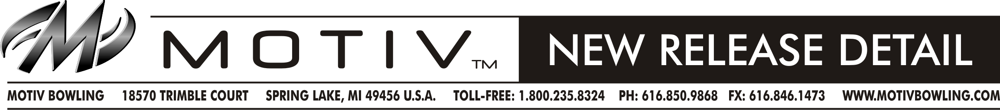 MOTIV™ NEW RELEASE DETAIL
MOTIV BOWLING 18570 TRIMBLE COURT SPRING LAKE, MI 49456 U.S.A. TOLL-FREE: 1.800.235.8324 PH: 616.850.9868 FX: 616.846.1473 WWW.MOTIVBOWLING.COM